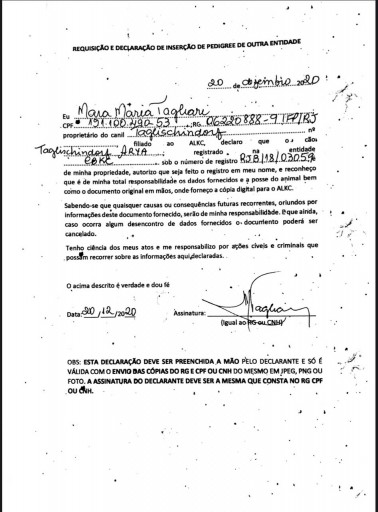 REQUISIÇÃO E DECLARAÇÃO DE INSERÇÃO DE PEDIGREE DE OUTRA ENTIDADE
20 de dezembro 2020
Eu Mara Mária Tagliari
CPF 191.100.490-53 RG 06220888-9 IFP/RJ
proprietário do canil Taglischindorf nº
filiado ao ALKC, declaro que o cão
Taglischindorf ARYA registrado na entidade
CBKC sob o número de registro RJB/18/03059
de minha propriedade, autorizo que seja feito o registro em meu nome, e reconheço
que é de minha total responsabilidade os dados fornecidos e a posse do animal bem
como o documento original em mãos, onde forneço a cópia digital para o ALKC.
Sabendo-se que quaisquer causas ou consequências futuras recorrentes, oriundos por
informações deste documento fornecido, serão de minha responsabilidade. E que ainda,
caso ocorra algum desencontro de dados fornecidos o documento poderá ser
cancelado.
Tenho ciência dos meus atos e me responsabilizo por ações cíveis e criminais que
possam recorrer sobre as informações aqui declaradas.
O acima descrito é verdade e dou fé
Data: 20/12/2020 Assinatura: Tagliari
(Igual ao RG ou CNH)
OBS: ESTA DECLARAÇÃO DEVE SER PREENCHIDA A MÃO PELO DECLARANTE E SÓ É
VÁLIDA COM O ENVIO DAS CÓPIAS DO RG E CPF OU CNH DO MESMO EM JPEG, PNG OU
FOTO. A ASSINATURA DO DECLARANTE DEVE SER A MESMA QUE CONSTA NO RG CPF
OU CNH.